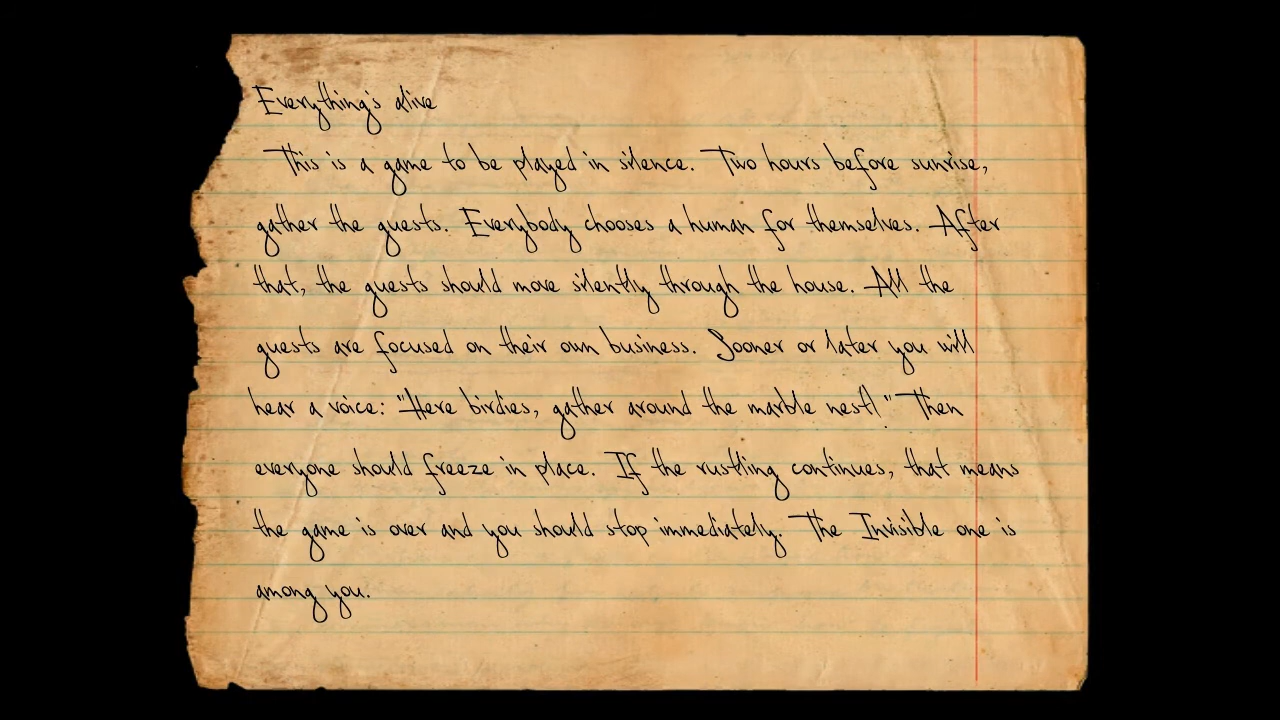 Everything's alive
This is a game to be played in silence. Two hours before sunrise,
gather the guests. Everybody chooses a human for themselves. After
that, the guests should move silently through the house. All the
guests are focused on their own business. Sooner or later you will
hear a voice: "Here birdies, gather around the marble nest!" Then
everyone should freeze in place. If the rustling continues, that means
the game is over and you should stop immediately. The Invisible one is
among you.